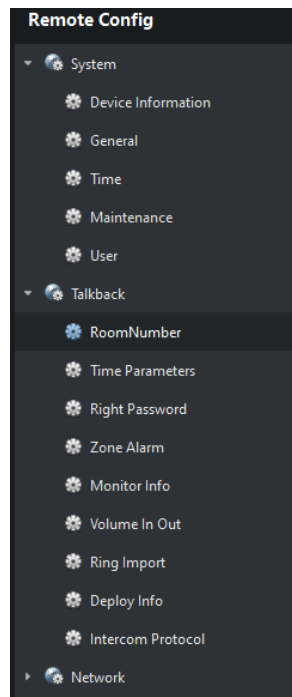 Remote Config
System
Device Information
General
Time
Maintenance
User
Talkback
RoomNumber
Time Parameters
Right Password
Zone Alarm
Monitor Info
Volume In Out
Ring Import
Deploy Info
Intercom Protocol
Network